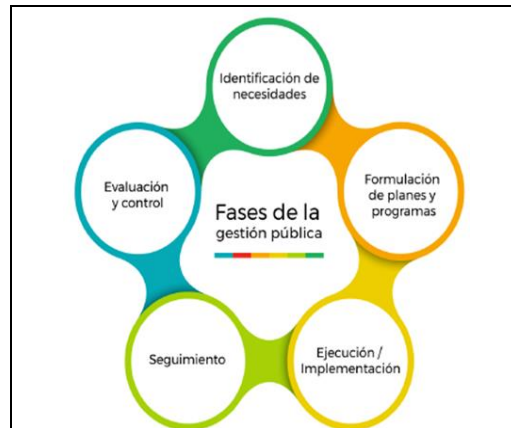 Identificación de
necesidades
Evaluación
y control
Fases de la
gestión pública
Formulación
de planes y
programas
Seguimiento
Ejecución /
Implementación